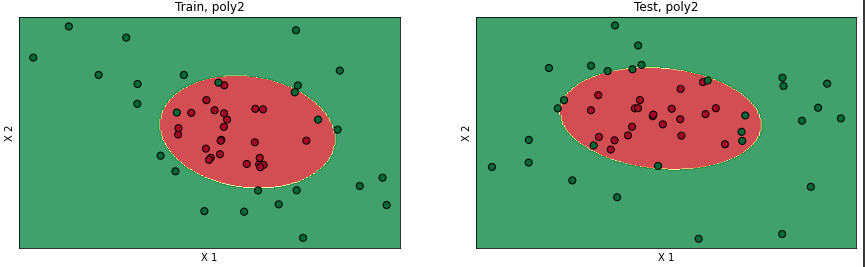 Train, poly2
Test, poly2
X 2
X 2
X 1
X 1